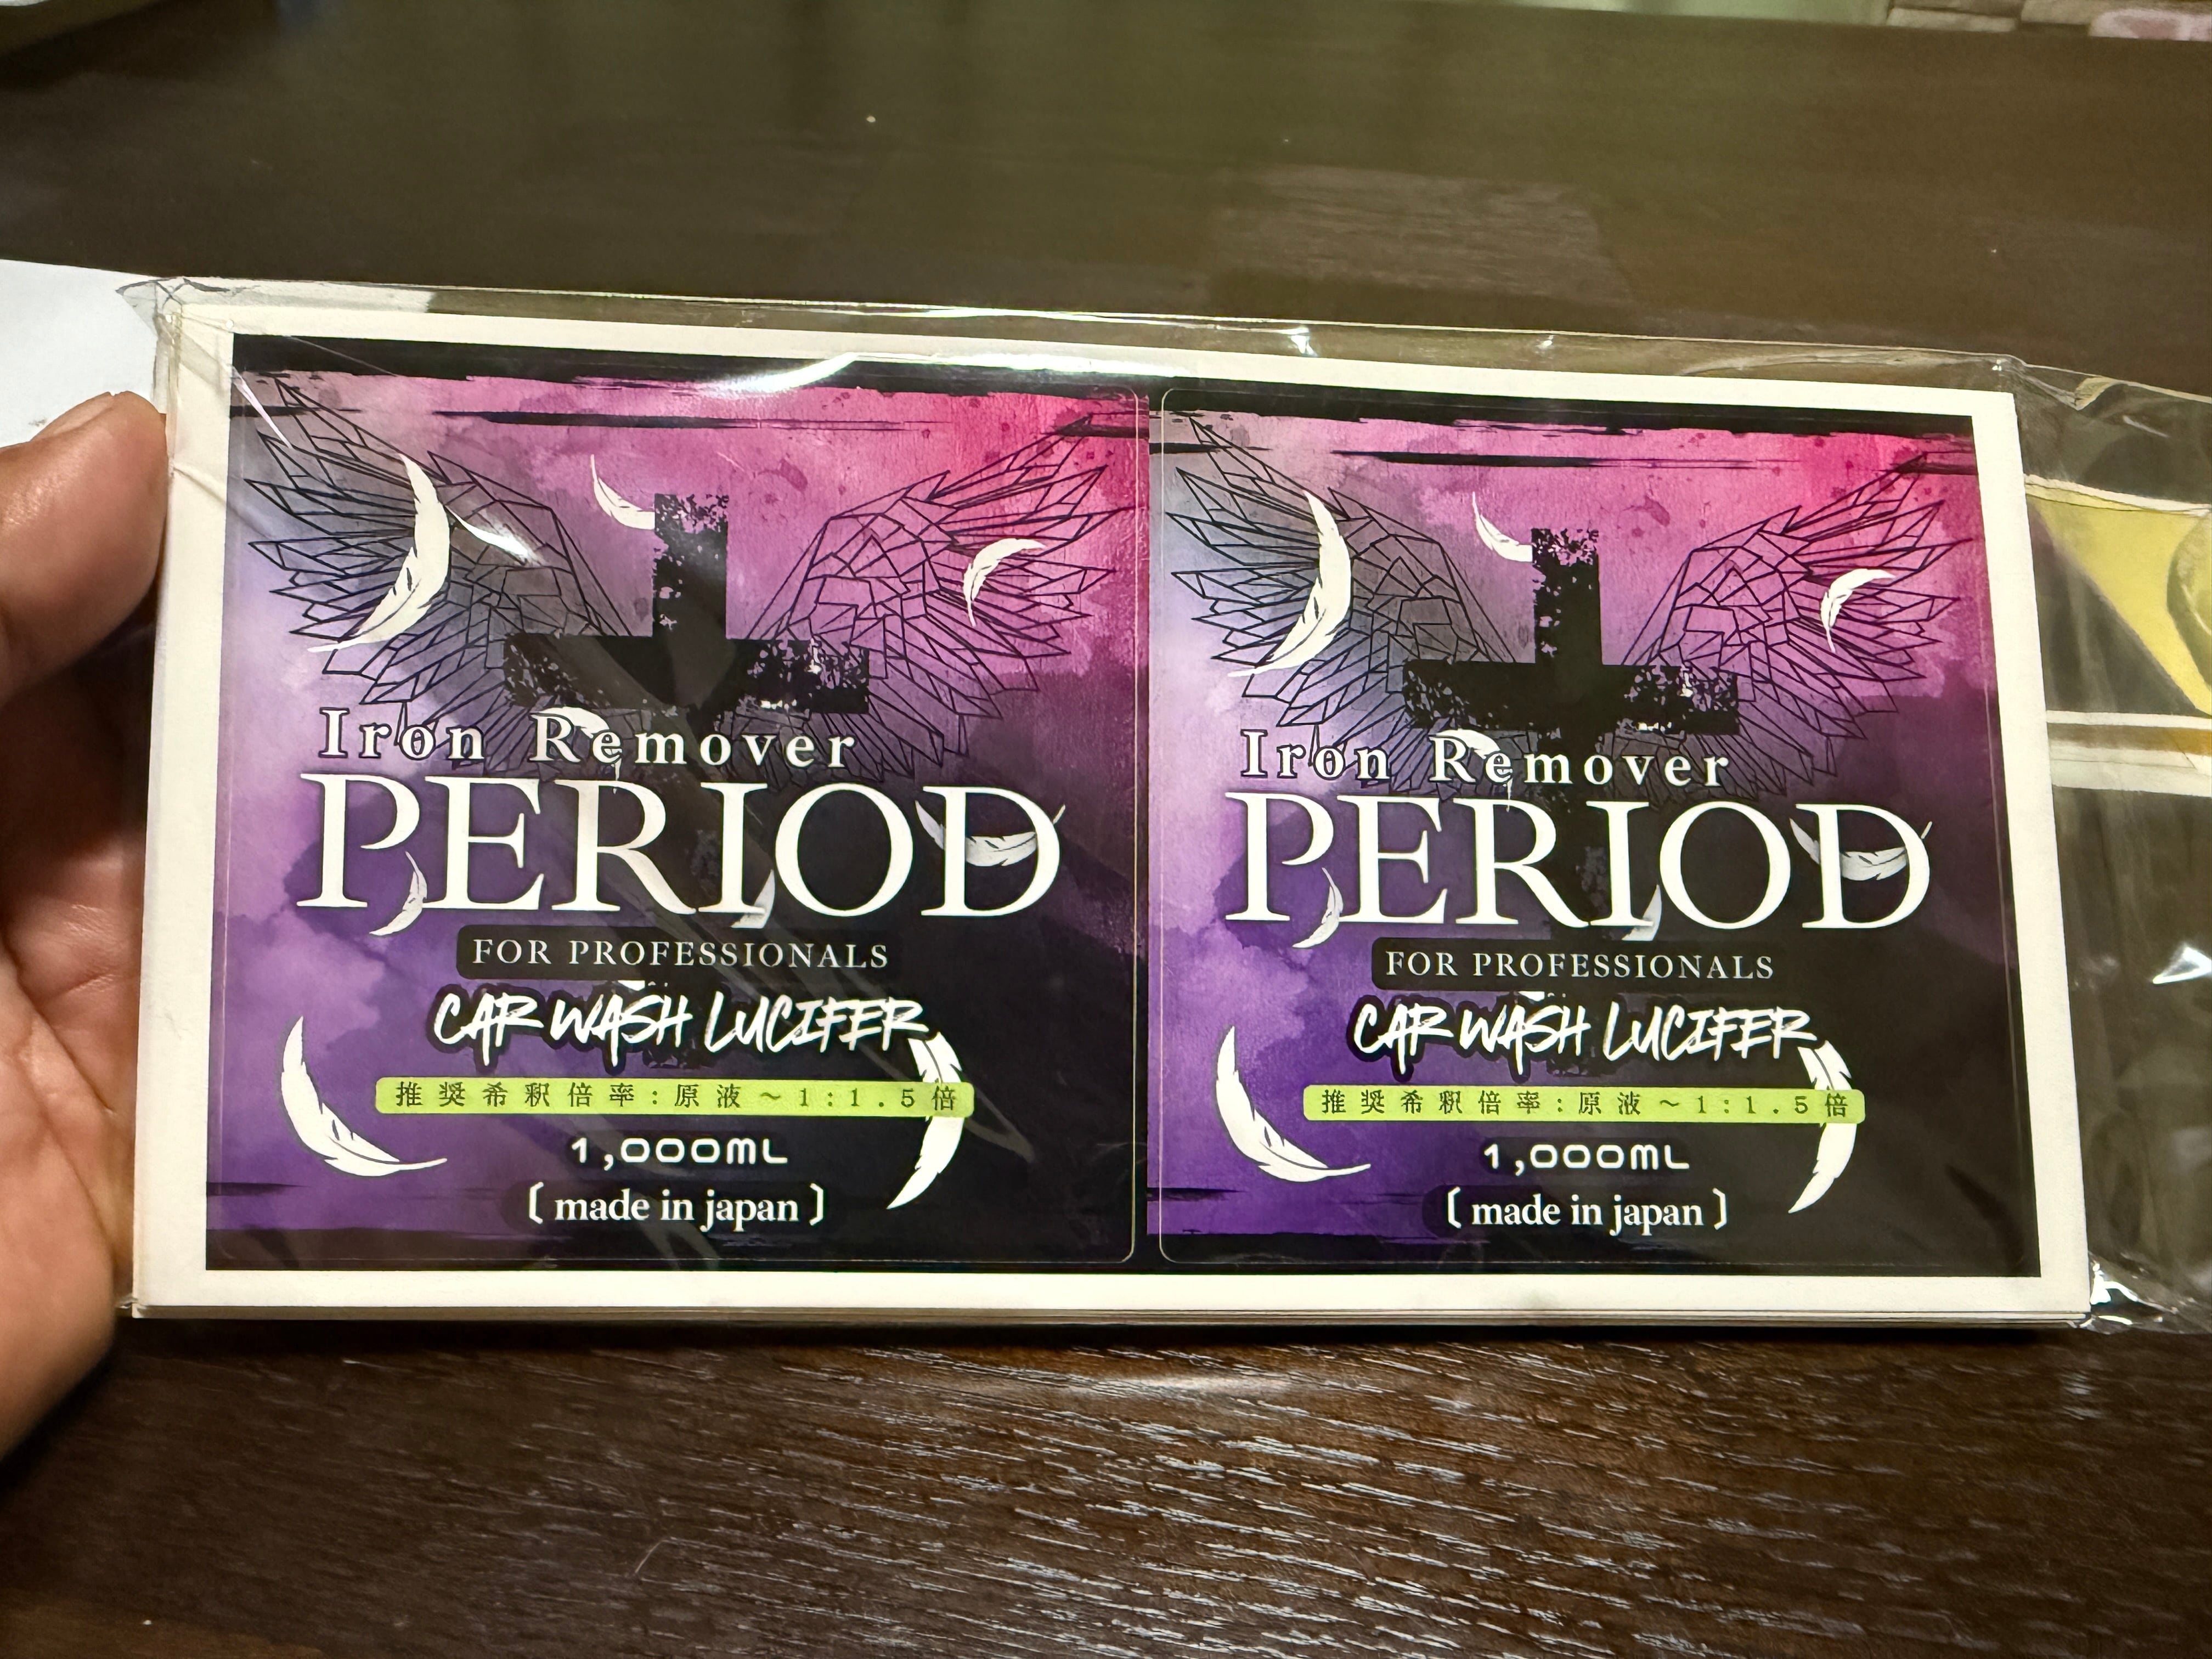 Iron Remover
PERIOD
FOR PROFESSIONALS
CAR WASH LUCIFER
推奨希釈倍率:原液~1:1.5倍
1,000ML
[ made in japan ]
Iron Remover
PERIOD
FOR PROFESSIONALS
CAR WASH LUCIFER
推奨希釈倍率:原液~1:1.5倍
1,000ML
[ made in japan ]